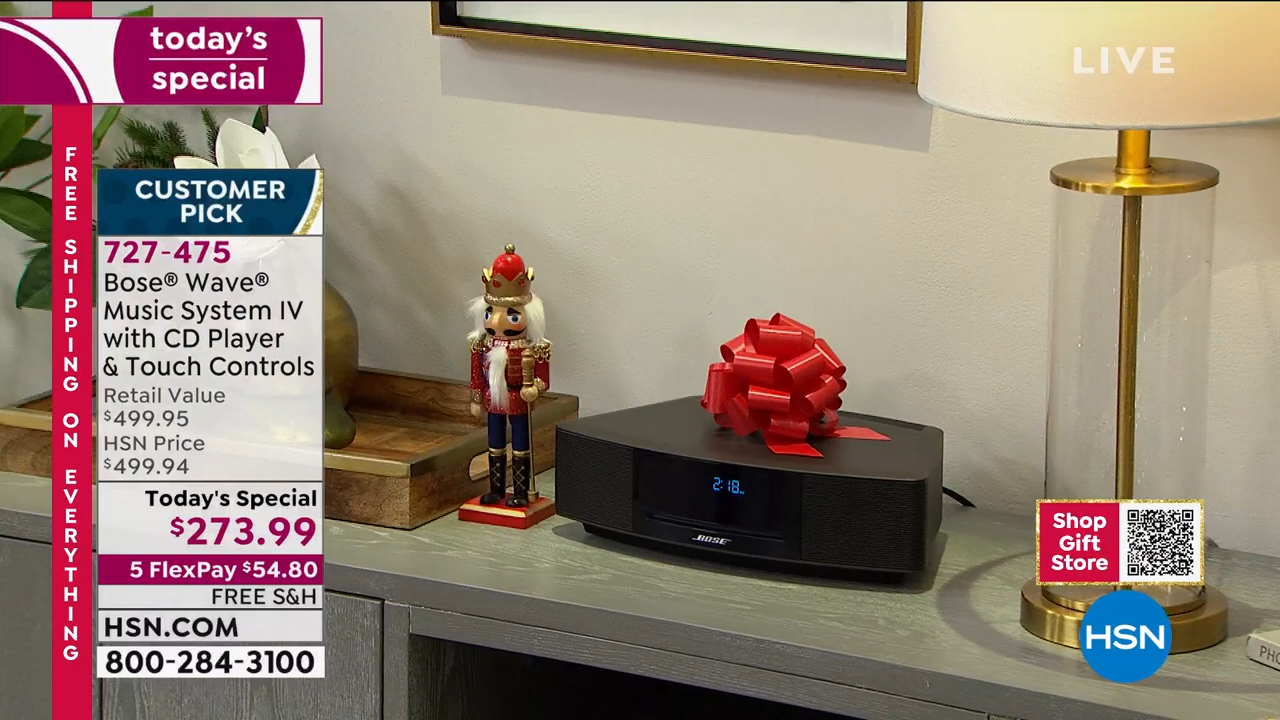 today's
special
LIVE
FREE SHIPPING ON EVERYTHING
CUSTOMER
PICK
727-475
Bose® Wave®
Music System IV
with CD Player
& Touch Controls
Retail Value
$499.95
HSN Price
$499.94
Today's Special
$273.99
5 FlexPay $54.80
FREE S&H
HSN.COM
800-284-3100
2:18
BOSE
Shop
Gift
Store
HSN